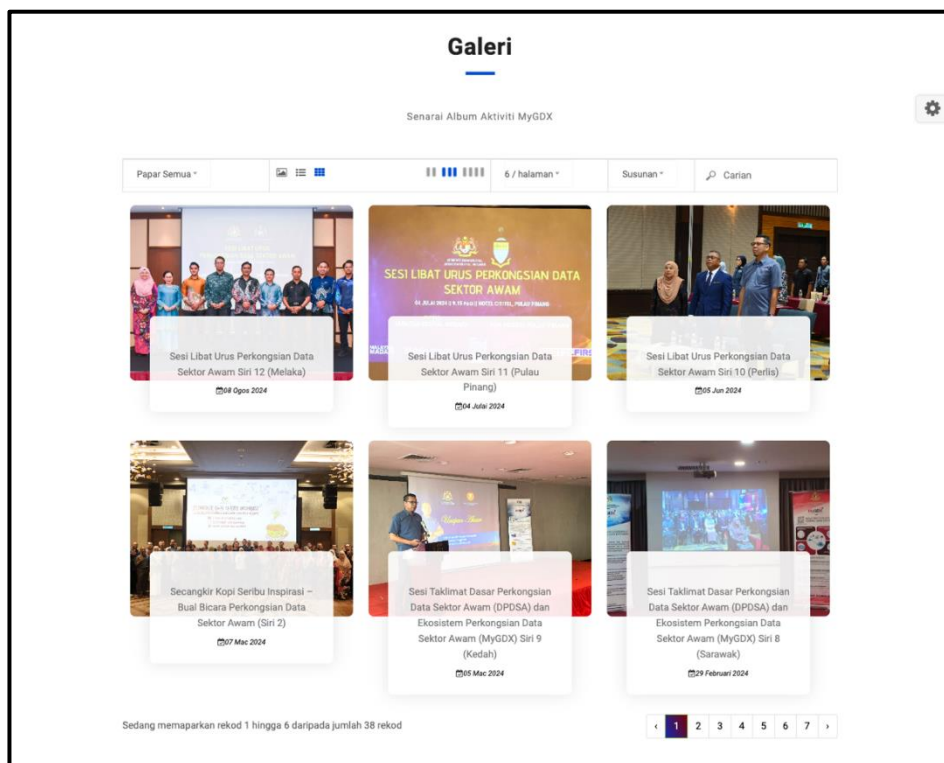 Galeri
Senarai Album Aktiviti MyGDX
Papar Semua
6 / halaman
Susunan
Carian
SESI LIBAT URUS
SESI LIBAT URUS PERKONGSIAN DATA
SEKTOR AWAM
Sesi Libat Urus Perkongsian Data
Sektor Awam Siri 12 (Melaka)
08 Ogos 2024
Sesi Libat Urus Perkongsian Data
Sektor Awam Siri 11 (Pulau
Pinang)
04 Julai 2024
Sesi Libat Urus Perkongsian Data
Sektor Awam Siri 10 (Perlis)
05 Jun 2024
Secangkir Kopi Seribu Inspirasi –
Bual Bicara Perkongsian Data
Sektor Awam (Siri 2)
07 Mac 2024
Sesi Taklimat Dasar Perkongsian
Data Sektor Awam (DPDSA) dan
Ekosistem Perkongsian Data
Sektor Awam (MyGDX) Siri 9
(Kedah)
05 Mac 2024
Sesi Taklimat Dasar Perkongsian
Data Sektor Awam (DPDSA) dan
Ekosistem Perkongsian Data
Sektor Awam (MyGDX) Siri 8
(Sarawak)
29 Februari 2024
Sedang memaparkan rekod 1 hingga 6 daripada jumlah 38 rekod
‹ 1 2 3 4 5 6 7 ›